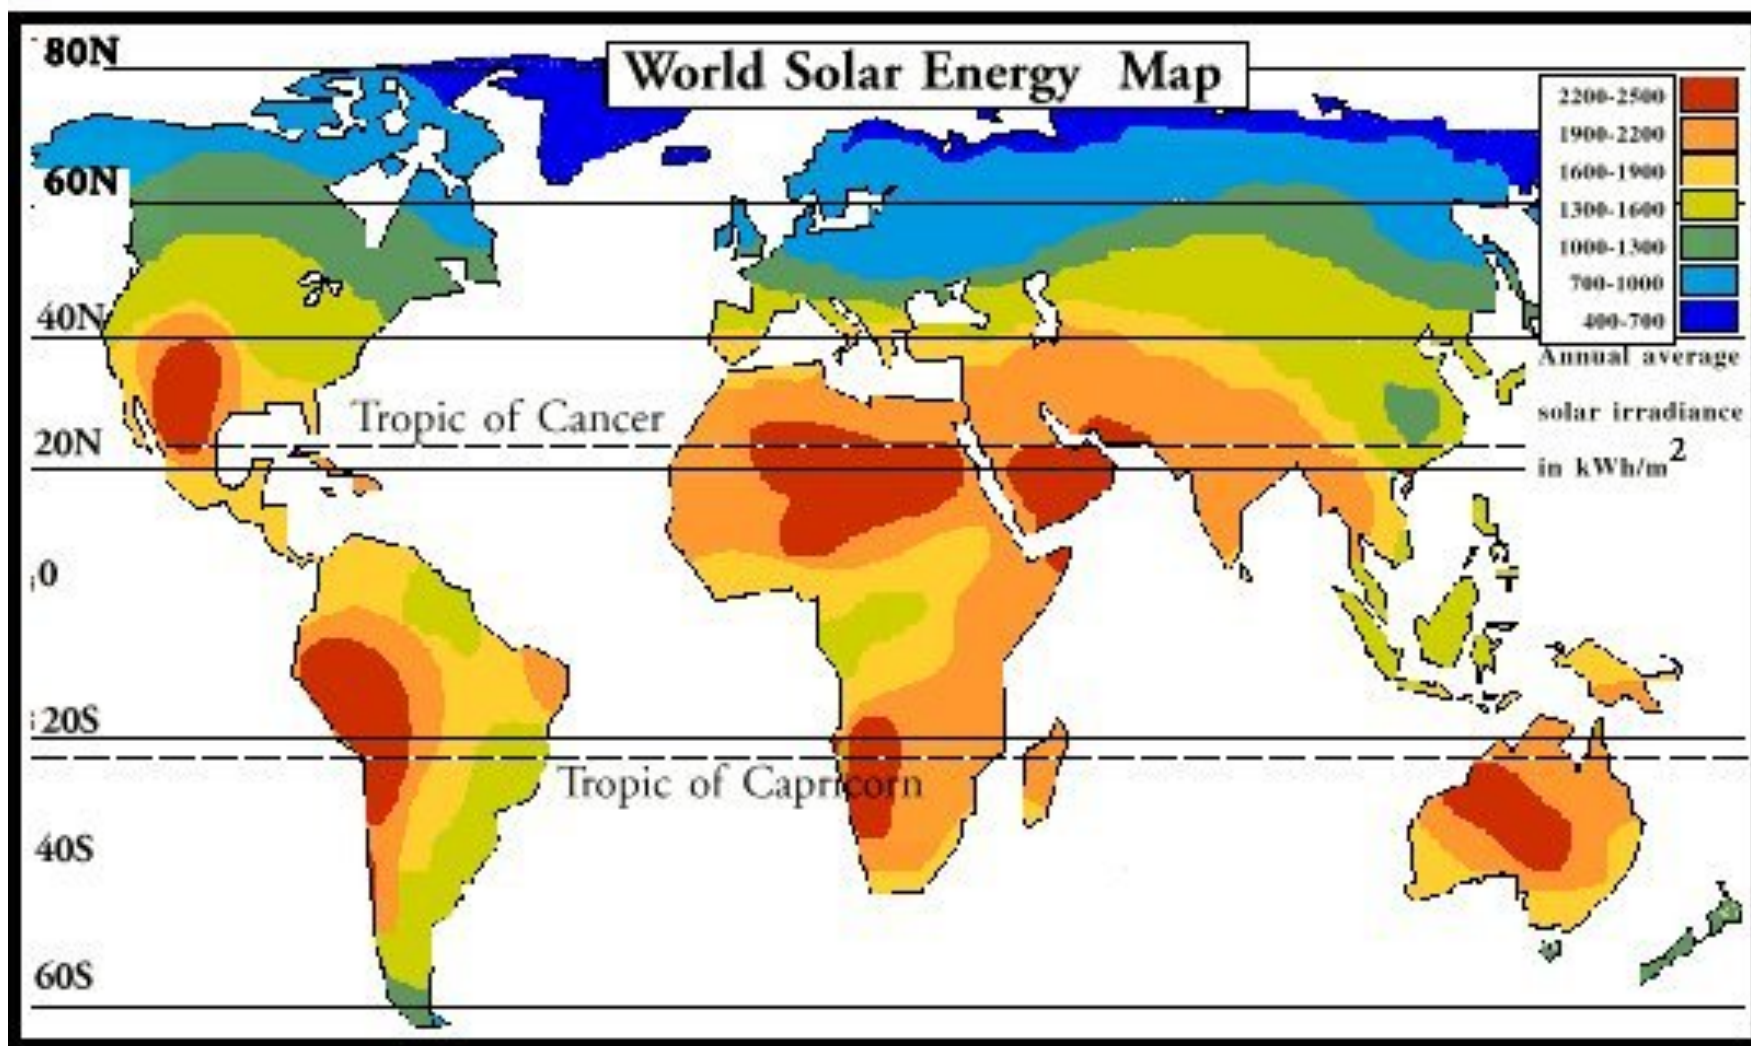 World Solar Energy Map
80N
60N
40N
20N
0
20S
40S
60S
Tropic of Cancer
Tropic of Capricorn
2200-2500
1900-2200
1600-1900
1300-1600
1000-1300
700-1000
400-700
Annual average
solar irradiance
in kWh/m²